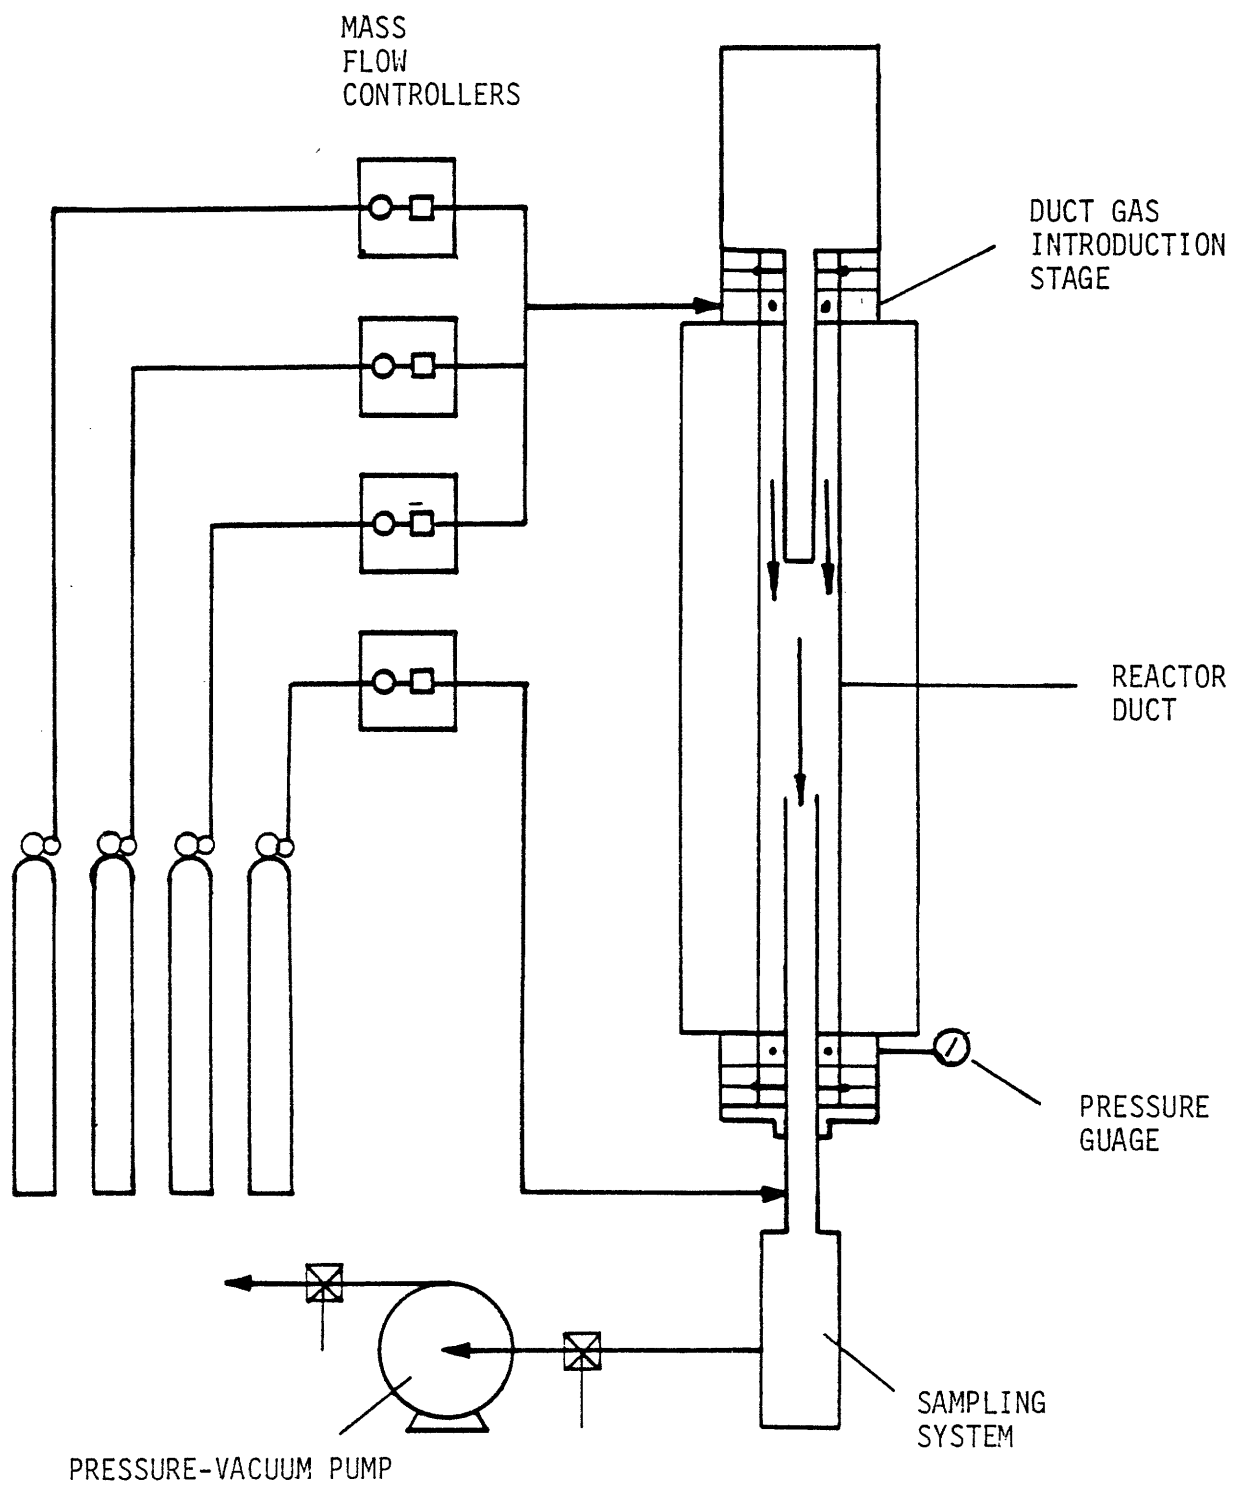 MASS
FLOW
CONTROLLERS
DUCT GAS
INTRODUCTION
STAGE
REACTOR
DUCT
PRESSURE
GUAGE
SAMPLING
SYSTEM
PRESSURE-VACUUM PUMP